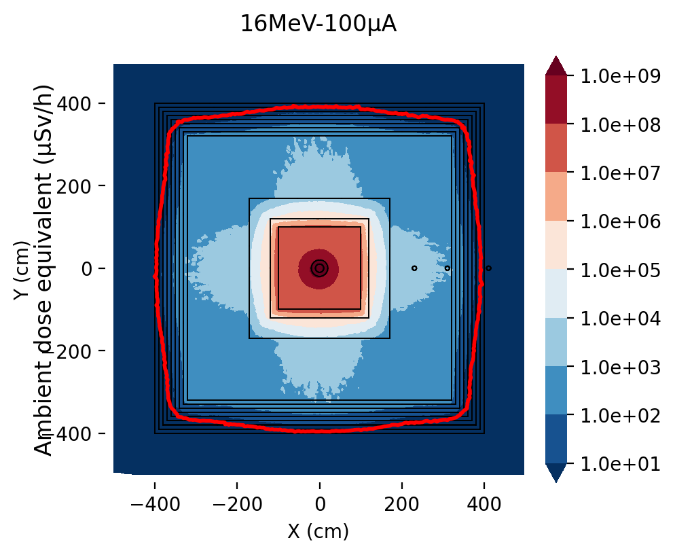 16MeV-100μA
Ambient dose equivalent (μSv/h)
Y (cm)
400
200
0
−200
−400
−400
−200
0
200
400
X (cm)
1.0e+09
1.0e+08
1.0e+07
1.0e+06
1.0e+05
1.0e+04
1.0e+03
1.0e+02
1.0e+01